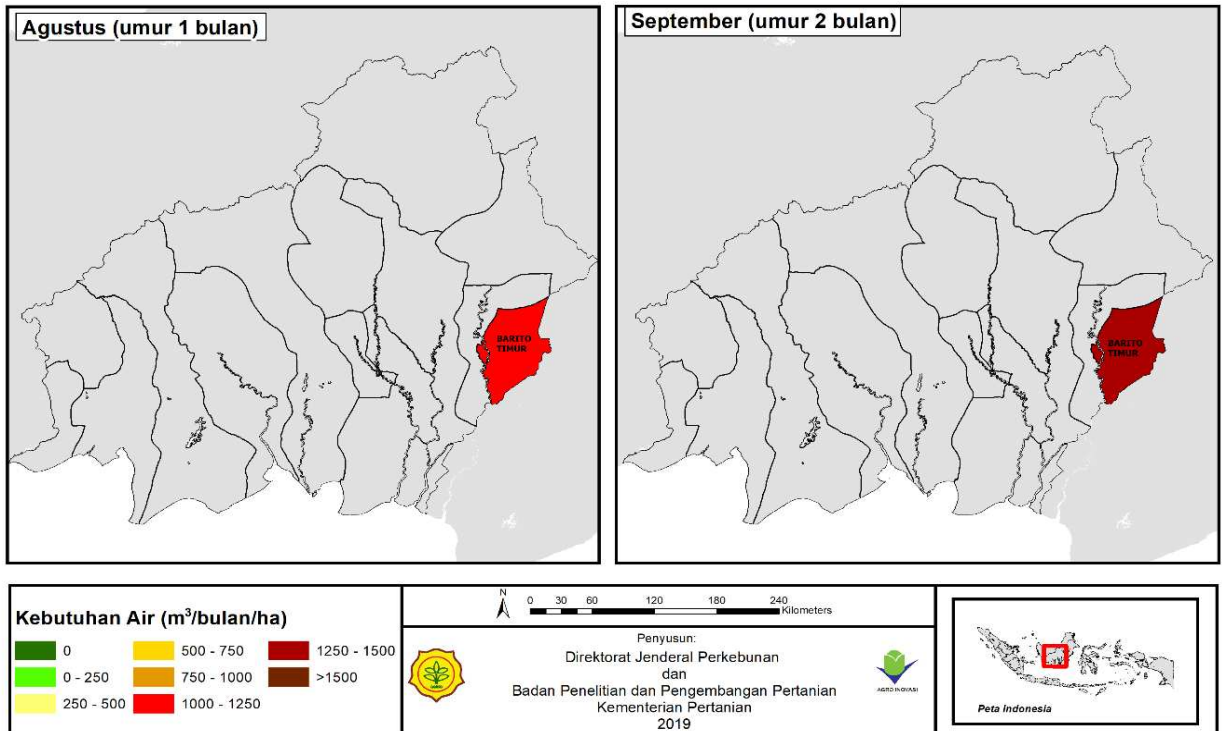 Agustus (umur 1 bulan)
September (umur 2 bulan)
BARITO
TIMUR
BARITO
TIMUR
Kebutuhan Air (m³/bulan/ha)
0
0 - 250
250 - 500
500 - 750
750 - 1000
1000 - 1250
1250 - 1500
>1500
N
0 30 60 120 180 240
Kilometers
Penyusun:
Direktorat Jenderal Perkebunan
dan
Badan Penelitian dan Pengembangan Pertanian
Kementerian Pertanian
2019
AGRO INOVASI
Peta Indonesia